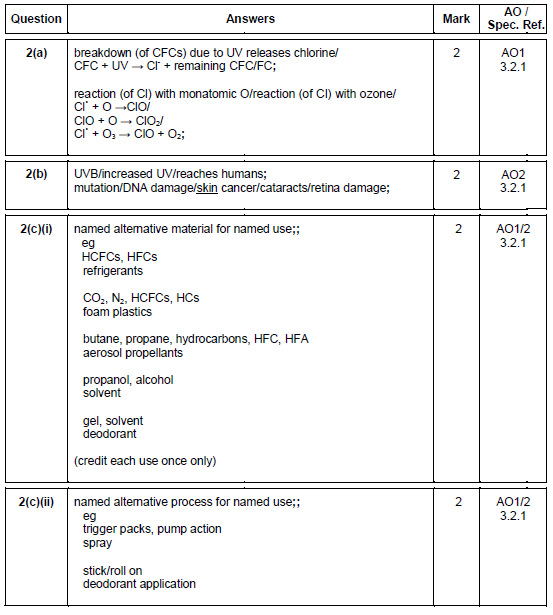 Question Answers Mark AO / Spec. Ref.
2(a) breakdown (of CFCs) due to UV releases chlorine/ 2 AO1
CFC + UV → Cl• + remaining CFC/FC; 3.2.1
reaction (of Cl) with monatomic O/reaction (of Cl) with ozone/
Cl• + O →ClO/
ClO + O → ClO₂/
Cl• + O₃ → ClO + O₂;
2(b) UVB/increased UV/reaches humans; 2 AO2
mutation/DNA damage/skin cancer/cataracts/retina damage; 3.2.1
2(c)(i) named alternative material for named use;; 2 AO1/2
eg 3.2.1
HCFCs, HFCs
refrigerants
CO₂, N₂, HCFCs, HCs
foam plastics
butane, propane, hydrocarbons, HFC, HFA
aerosol propellants
propanol, alcohol
solvent
gel, solvent
deodorant
(credit each use once only)
2(c)(ii) named alternative process for named use;; 2 AO1/2
eg 3.2.1
trigger packs, pump action
spray
stick/roll on
deodorant application